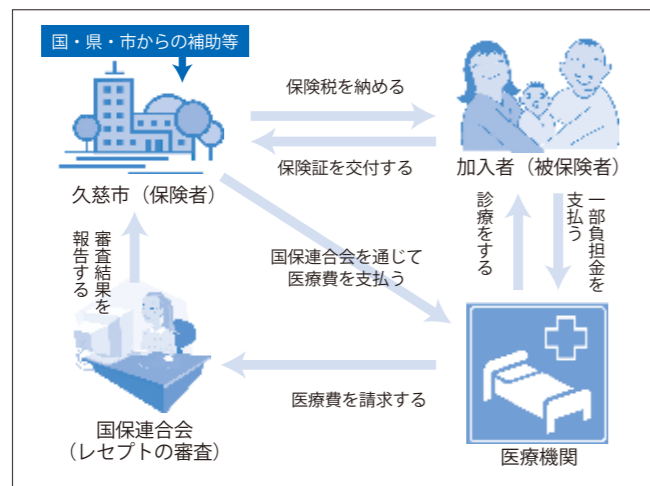 国・県・市からの補助等
保険税を納める
保険証を交付する
久慈市（保険者）
加入者（被保険者）
審査結果を
報告する
国保連合会を通じて
医療費を支払う
診療をする
一部負担金を
支払う
医療費を請求する
国保連合会
（レセプトの審査）
医療機関